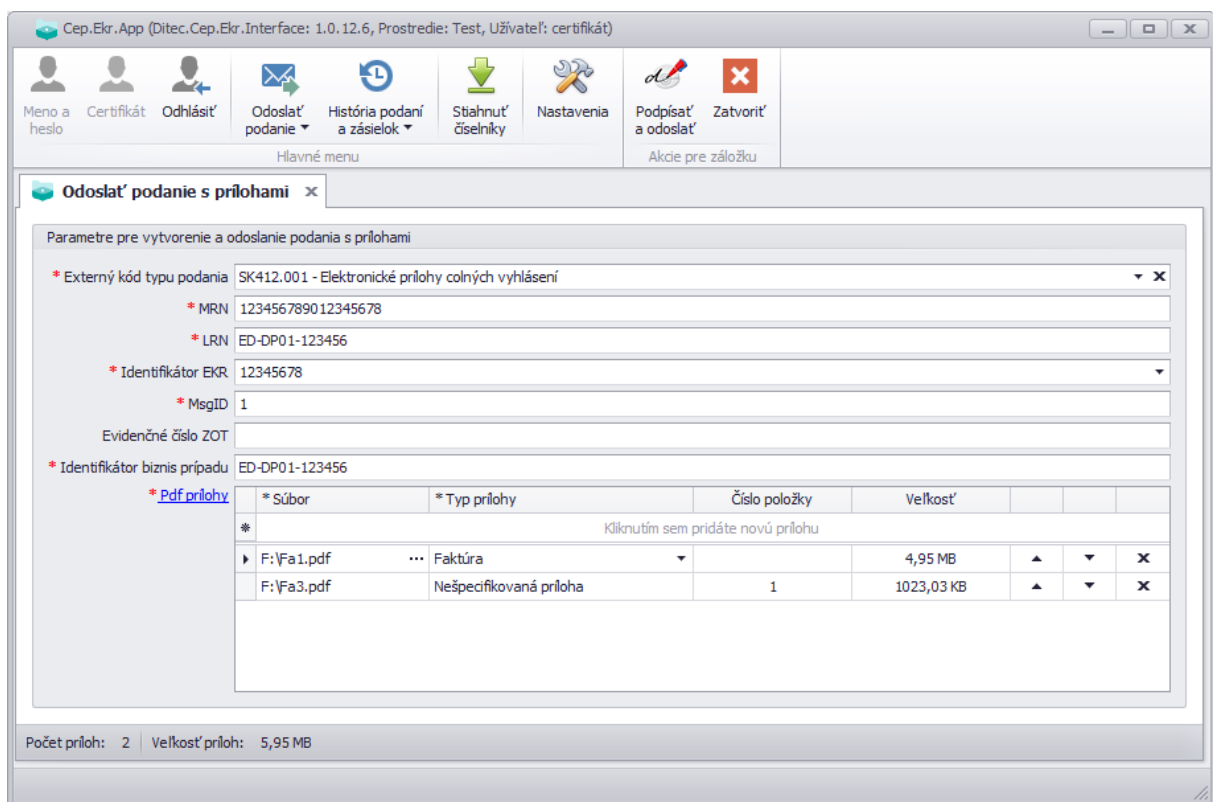 Cep.Ekr.App (Ditec.Cep.Ekr.Interface: 1.0.12.6, Prostredie: Test, Užívateľ: certifikát)
Meno a heslo
Certifikát
Odhlásiť
Odoslať podanie
História podaní a zásielok
Stiahnuť číselníky
Nastavenia
Podpísať a odoslať
Zatvoriť
Hlavné menu
Akcie pre záložku
Odoslať podanie s prílohami
Parametre pre vytvorenie a odoslanie podania s prílohami
* Externý kód typu podania SK412.001 - Elektronické prílohy colných vyhlásení
* MRN 123456789012345678
* LRN ED-DP01-123456
* Identifikátor EKR 12345678
* MsgID 1
Evidenčné číslo ZOT
* Identifikátor biznis prípadu ED-DP01-123456
* Pdf prílohy * Súbor * Typ prílohy Číslo položky Veľkosť
Kliknutím sem pridáte novú prílohu
F:\Fa1.pdf ... Faktúra 4,95 MB
F:\Fa3.pdf Nešpecifikovaná príloha 1 1023,03 KB
Počet príloh: 2 Veľkosť príloh: 5,95 MB